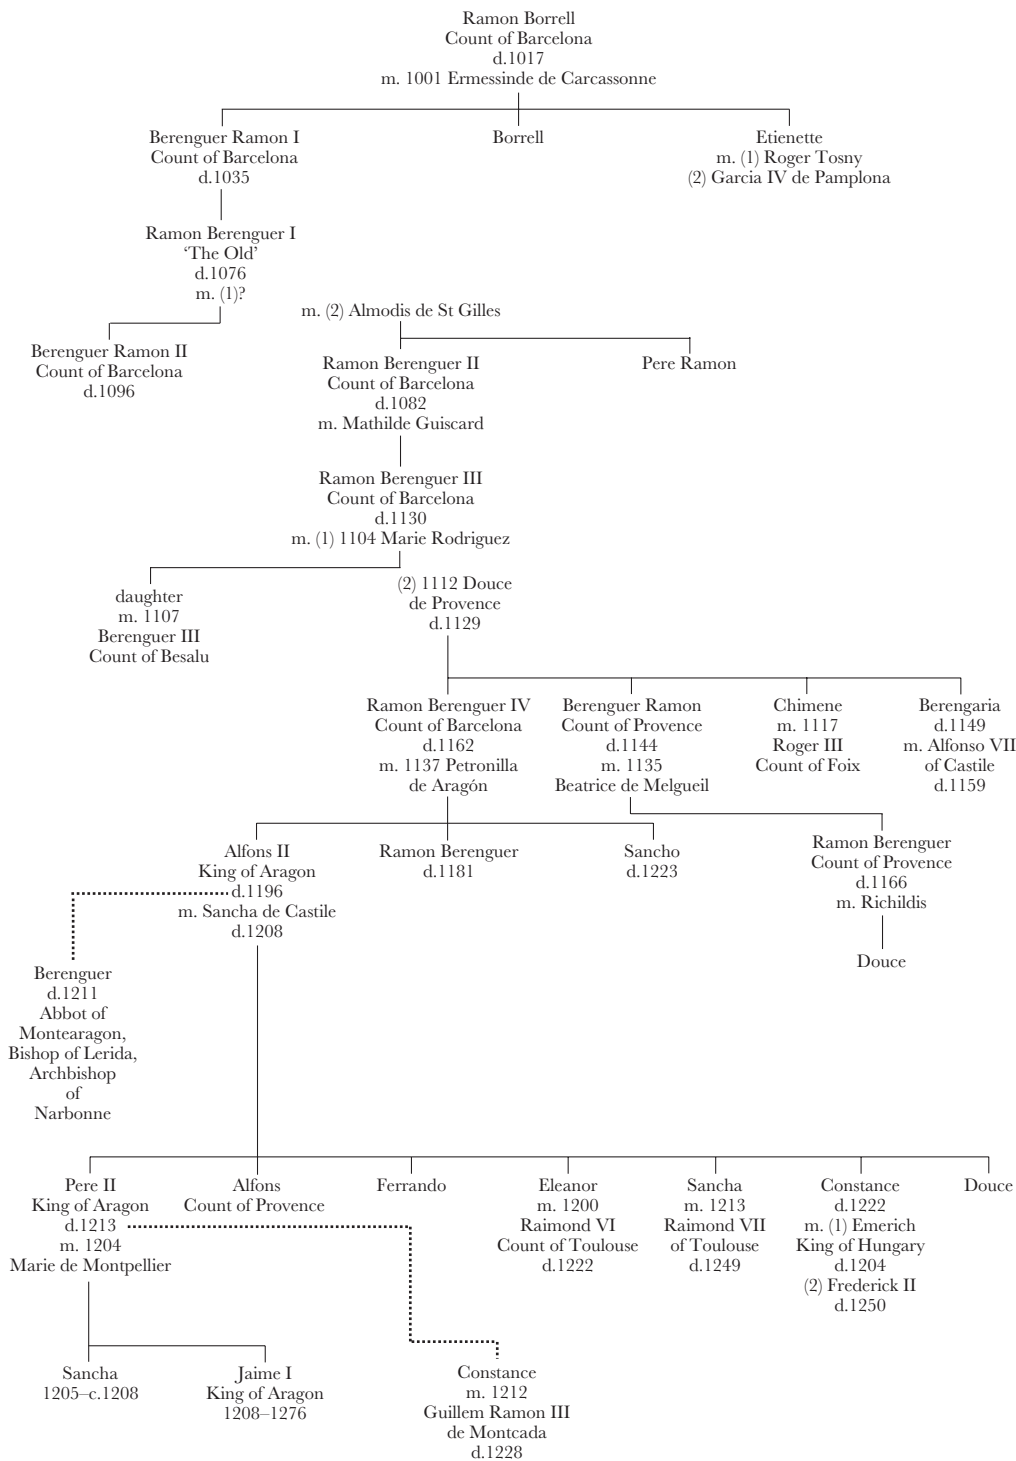 Ramon Borrell
Count of Barcelona
d.1017
m. 1001 Ermessinde de Carcassonne
Berenguer Ramon I
Count of Barcelona
d.1035
Borrell
Etienette
m. (1) Roger Tosny
(2) Garcia IV de Pamplona
Ramon Berenguer I
‘The Old’
d.1076
m. (1)?
m. (2) Almodis de St Gilles
Berenguer Ramon II
Count of Barcelona
d.1096
Ramon Berenguer II
Count of Barcelona
d.1082
m. Mathilde Guiscard
Pere Ramon
Ramon Berenguer III
Count of Barcelona
d.1130
m. (1) 1104 Marie Rodriguez
daughter
m. 1107
Berenguer III
Count of Besalu
(2) 1112 Douce
de Provence
d.1129
Ramon Berenguer IV
Count of Barcelona
d.1162
m. 1137 Petronilla
de Aragón
Berenguer Ramon
Count of Provence
d.1144
m. 1135
Beatrice de Melgueil
Chimene
m. 1117
Roger III
Count of Foix
Berengaria
d.1149
m. Alfonso VII
of Castile
d.1159
Alfons II
King of Aragon
d.1196
m. Sancha de Castile
d.1208
Ramon Berenguer
d.1181
Sancho
d.1223
Ramon Berenguer
Count of Provence
d.1166
m. Richildis
Douce
Berenguer
d.1211
Abbot of
Montearagon,
Bishop of Lerida,
Archbishop
of
Narbonne
Pere II
King of Aragon
d.1213
m. 1204
Marie de Montpellier
Alfons
Count of Provence
Ferrando
Eleanor
m. 1200
Raimond VI
Count of Toulouse
d.1222
Sancha
m. 1213
Raimond VII
of Toulouse
d.1249
Constance
d.1222
m. (1) Emerich
King of Hungary
d.1204
(2) Frederick II
d.1250
Douce
Sancha
1205–c.1208
Jaime I
King of Aragon
1208–1276
Constance
m. 1212
Guillem Ramon III
de Montcada
d.1228